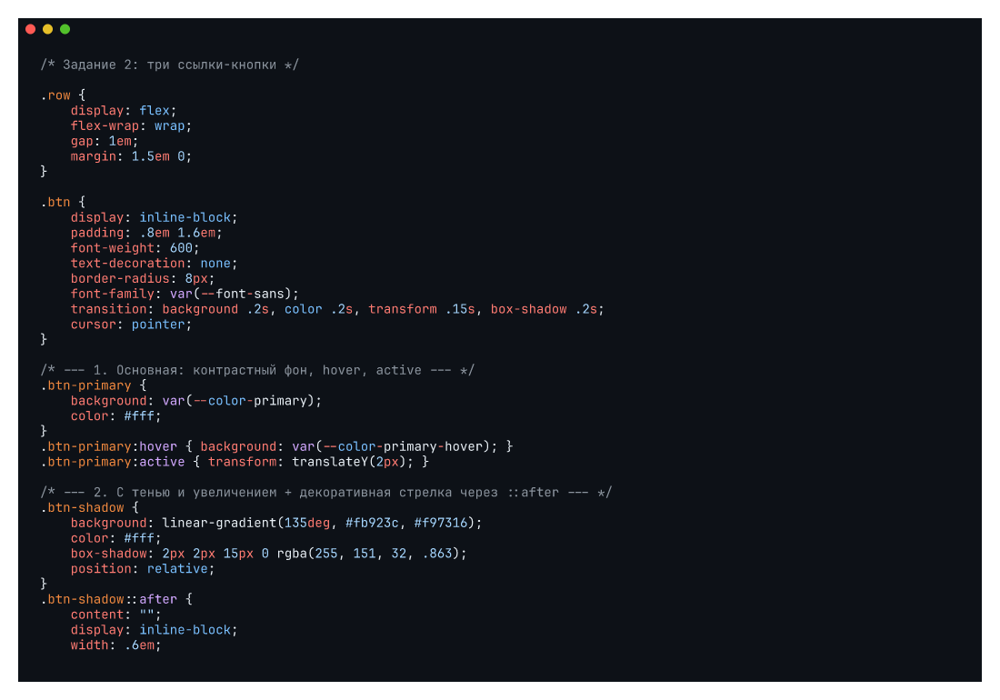 /* Задание 2: три ссылки-кнопки */

.row {
    display: flex;
    flex-wrap: wrap;
    gap: 1em;
    margin: 1.5em 0;
}

.btn {
    display: inline-block;
    padding: .8em 1.6em;
    font-weight: 600;
    text-decoration: none;
    border-radius: 8px;
    font-family: var(--font-sans);
    transition: background .2s, color .2s, transform .15s, box-shadow .2s;
    cursor: pointer;
}

/* --- 1. Основная: контрастный фон, hover, active --- */
.btn-primary {
    background: var(--color-primary);
    color: #fff;
}
.btn-primary:hover { background: var(--color-primary-hover); }
.btn-primary:active { transform: translateY(2px); }

/* --- 2. С тенью и увеличением + декоративная стрелка через ::after --- */
.btn-shadow {
    background: linear-gradient(135deg, #fb923c, #f97316);
    color: #fff;
    box-shadow: 2px 2px 15px 0 rgba(255, 151, 32, .863);
    position: relative;
}
.btn-shadow::after {
    content: "";
    display: inline-block;
    width: .6em;